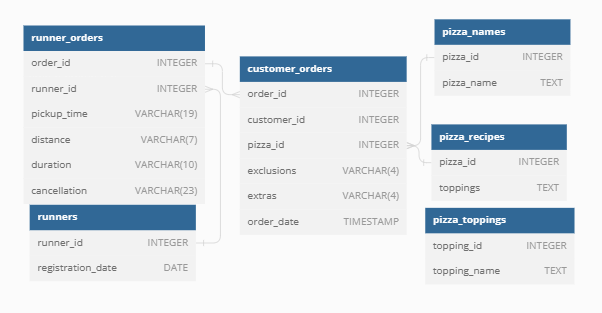 runner_orders
order_id INTEGER
runner_id INTEGER
pickup_time VARCHAR(19)
distance VARCHAR(7)
duration VARCHAR(10)
cancellation VARCHAR(23)
runners
runner_id INTEGER
registration_date DATE
customer_orders
order_id INTEGER
customer_id INTEGER
pizza_id INTEGER
exclusions VARCHAR(4)
extras VARCHAR(4)
order_date TIMESTAMP
pizza_names
pizza_id INTEGER
pizza_name TEXT
pizza_recipes
pizza_id INTEGER
toppings TEXT
pizza_toppings
topping_id INTEGER
topping_name TEXT